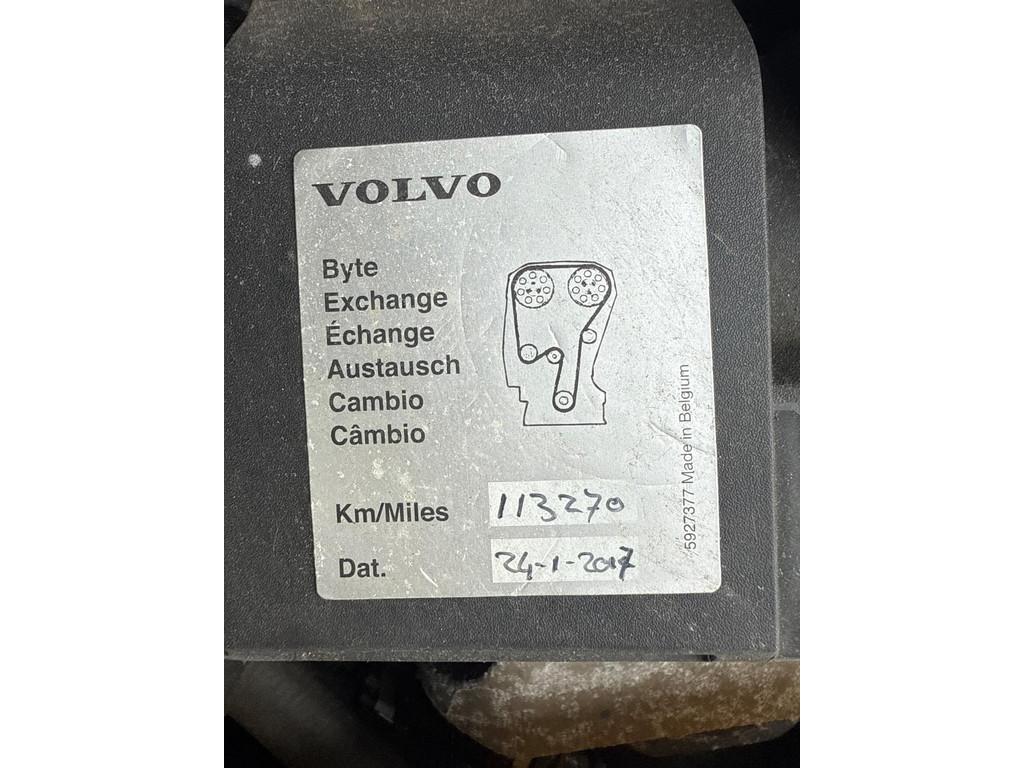 VOLVO
Byte
Exchange
Échange
Austausch
Cambio
Câmbio
Km/Miles 113270
Dat. 24-1-2017
5927377 Made in Belgium